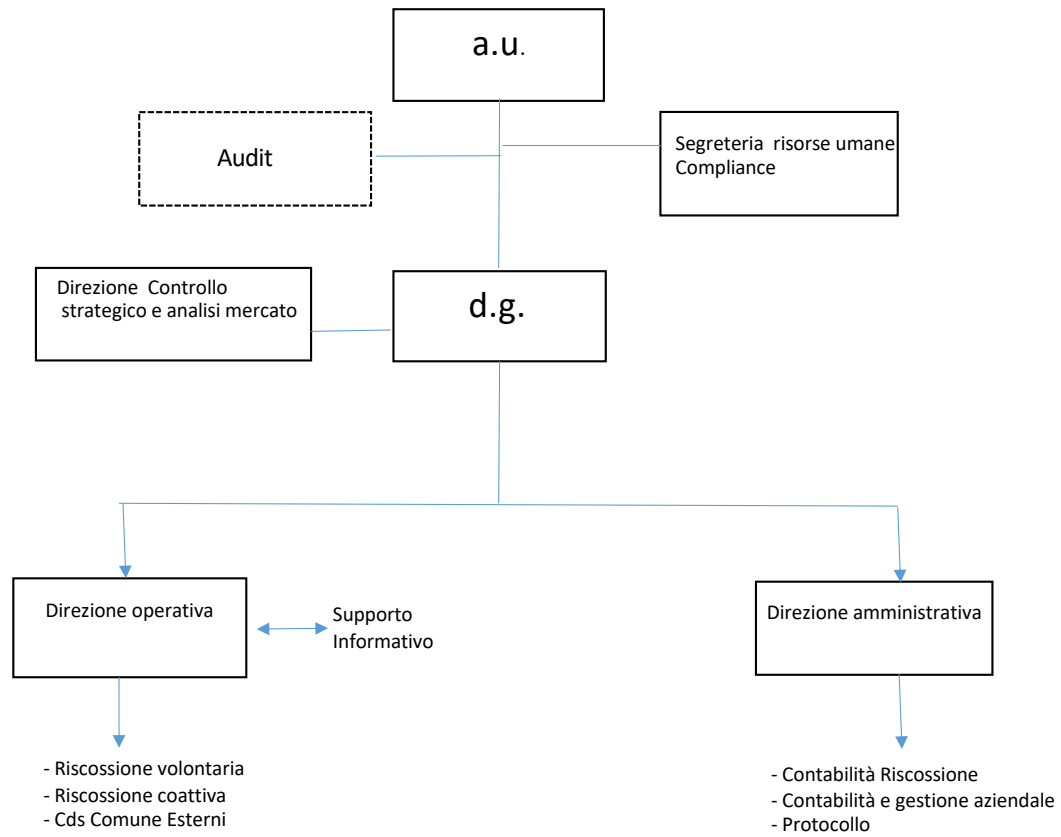 a.u.
Audit
Segreteria risorse umane
Compliance
Direzione Controllo
strategico e analisi mercato
d.g.
Direzione operativa
Supporto
Informativo
Direzione amministrativa
- Riscossione volontaria
- Riscossione coattiva
- Cds Comune Esterni
- Contabilità Riscossione
- Contabilità e gestione aziendale
- Protocollo